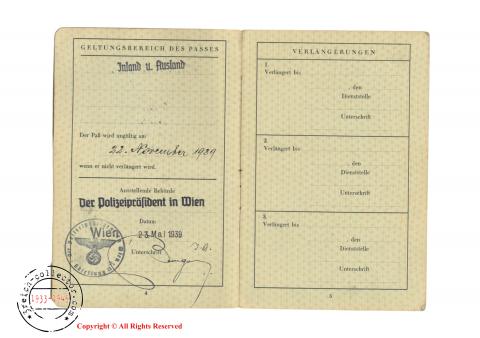 GELTUNGSBEREICH DES PASSES
Inland u. Ausland
Der Paß wird ungültig am
22. November 1939
wenn er nicht verlängert wird.
Ausstellende Behörde
Der Polizeipräsident in Wien
Datum
23. Mai 1939
Wien
Unterschrift
J.A.
4
VERLÄNGERUNGEN
1.
Verlängert bis
, den
Dienststelle
Unterschrift
2.
Verlängert bis
, den
Dienststelle
Unterschrift
3.
Verlängert bis
, den
Dienststelle
Unterschrift
5
reich-collector.com
1933-1945
Copyright © All Rights Reserved